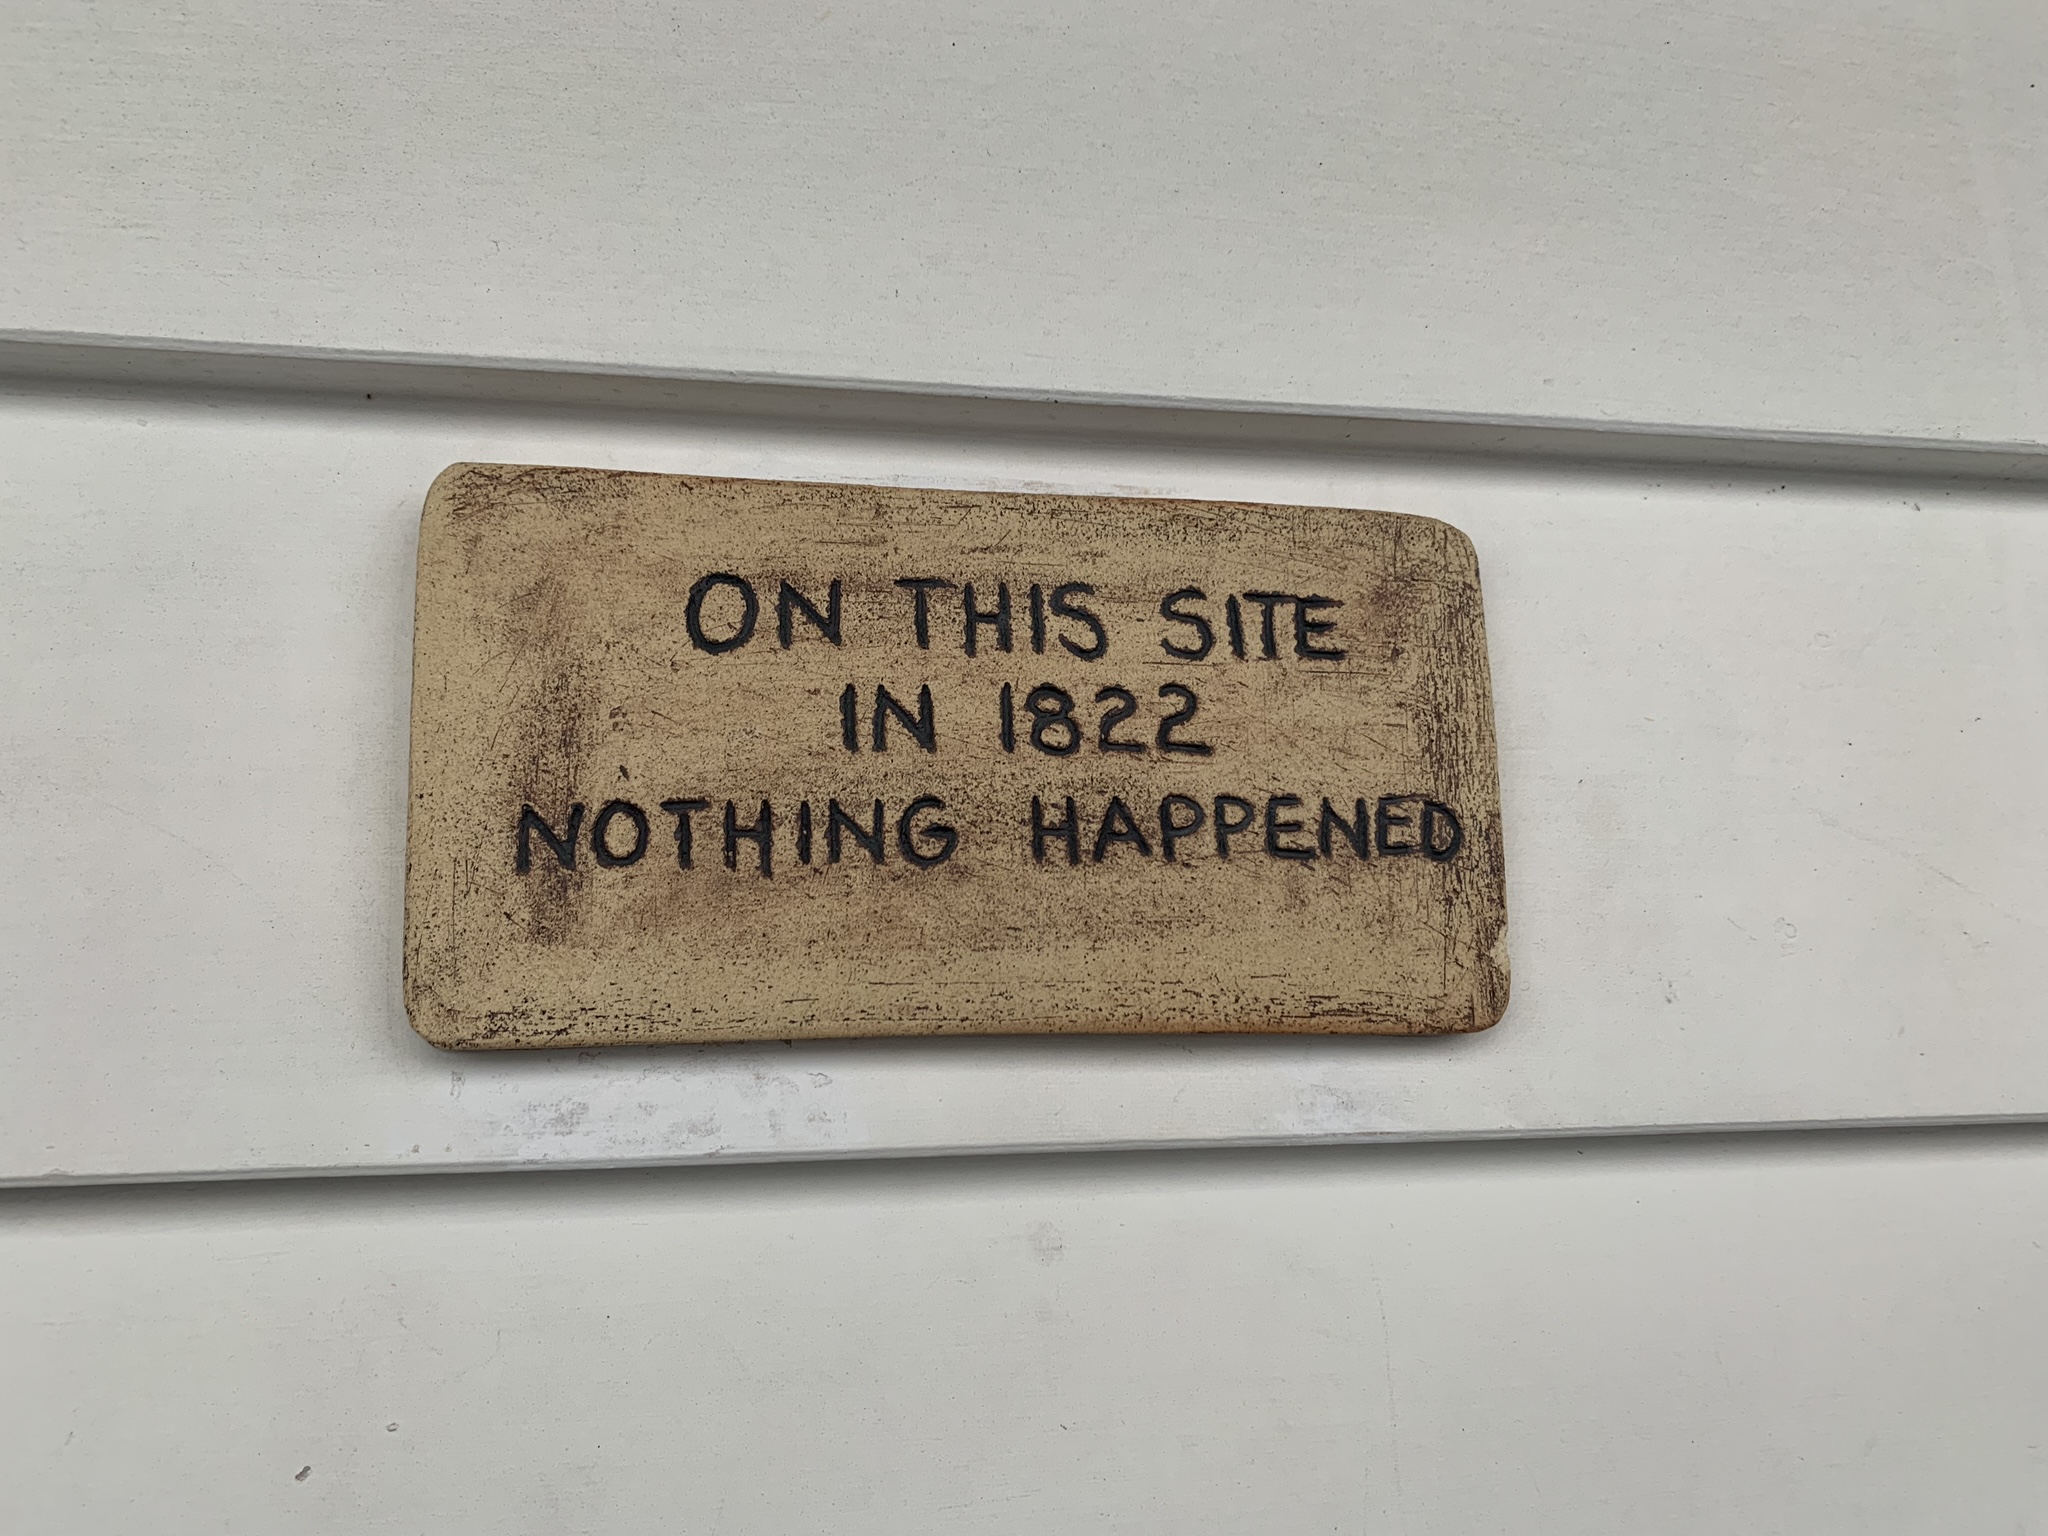 ON THIS SITE
IN 1822
NOTHING HAPPENED